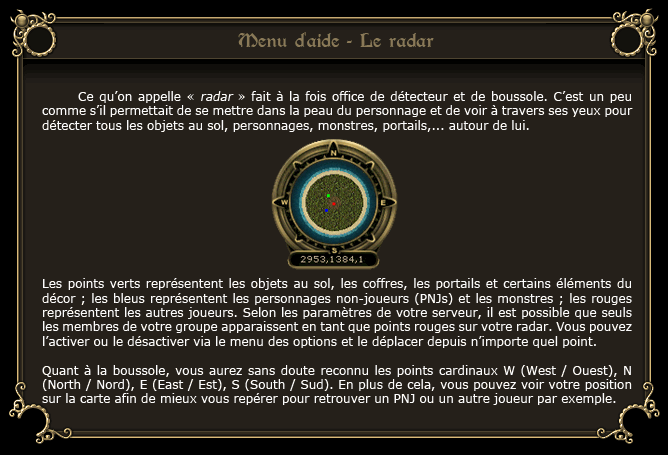 Menu d'aide - Le radar
Ce qu'on appelle « radar » fait à la fois office de détecteur et de boussole. C'est un peu
comme s'il permettait de se mettre dans la peau du personnage et de voir à travers ses yeux pour
détecter tous les objets au sol, personnages, monstres, portails,... autour de lui.
N
W E
S
2953,1384,1
Les points verts représentent les objets au sol, les coffres, les portails et certains éléments du
décor ; les bleus représentent les personnages non-joueurs (PNJs) et les monstres ; les rouges
représentent les autres joueurs. Selon les paramètres de votre serveur, il est possible que seuls
les membres de votre groupe apparaissent en tant que points rouges sur votre radar. Vous pouvez
l'activer ou le désactiver via le menu des options et le déplacer depuis n'importe quel point.
Quant à la boussole, vous aurez sans doute reconnu les points cardinaux W (West / Ouest), N
(North / Nord), E (East / Est), S (South / Sud). En plus de cela, vous pouvez voir votre position
sur la carte afin de mieux vous repérer pour retrouver un PNJ ou un autre joueur par exemple.